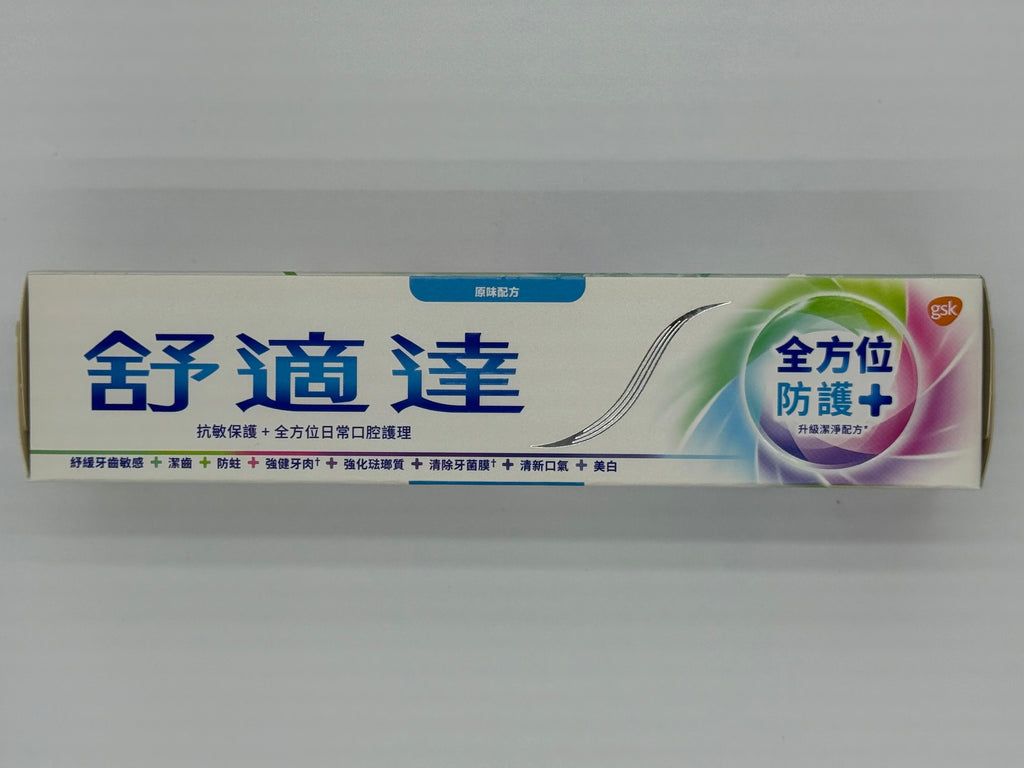 原味配方
舒適達
抗敏保護 + 全方位日常口腔護理
紓緩牙齒敏感 + 潔齒 + 防蛀 + 強健牙肉† + 強化琺瑯質 + 清除牙菌膜† + 清新口氣 + 美白
gsk
全方位
防護+
升級潔淨配方*